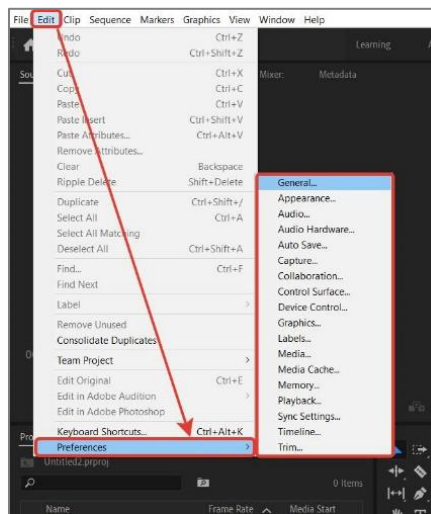 File Edit Clip Sequence Markers Graphics View Window Help
Undo Ctrl+Z
Redo Ctrl+Shift+Z
Learning
Cut Ctrl+X
Mixer: Metadata
Copy Ctrl+C
Paste Ctrl+V
Paste Insert Ctrl+Shift+V
Paste Attributes... Ctrl+Alt+V
Remove Attributes...
Clear Backspace
Ripple Delete Shift+Delete
Duplicate Ctrl+Shift+/
Select All Ctrl+A
Select All Matching
Deselect All Ctrl+Shift+A
Find... Ctrl+F
Find Next
Label >
Remove Unused
Consolidate Duplicates
Team Project >
Edit Original Ctrl+E
Edit in Adobe Audition >
Edit in Adobe Photoshop
Keyboard Shortcuts... Ctrl+Alt+K
Preferences >
General...
Appearance...
Audio...
Audio Hardware...
Auto Save...
Capture...
Collaboration...
Control Surface...
Device Control...
Graphics...
Labels...
Media...
Media Cache...
Memory...
Playback...
Sync Settings...
Timeline...
Trim...
Untitled2.prproj
0 Items
Name Frame Rate Media Start